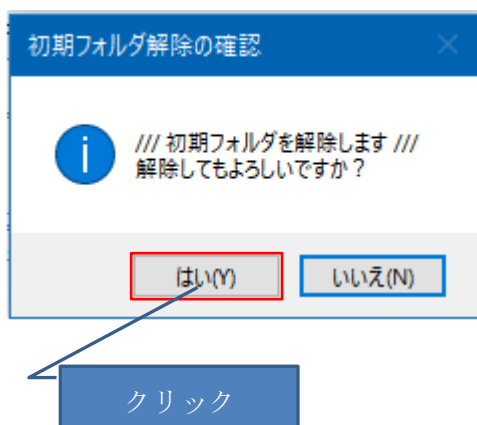 初期フォルダ解除の確認
/// 初期フォルダを解除します ///
解除してもよろしいですか？
はい(Y)
いいえ(N)
クリック